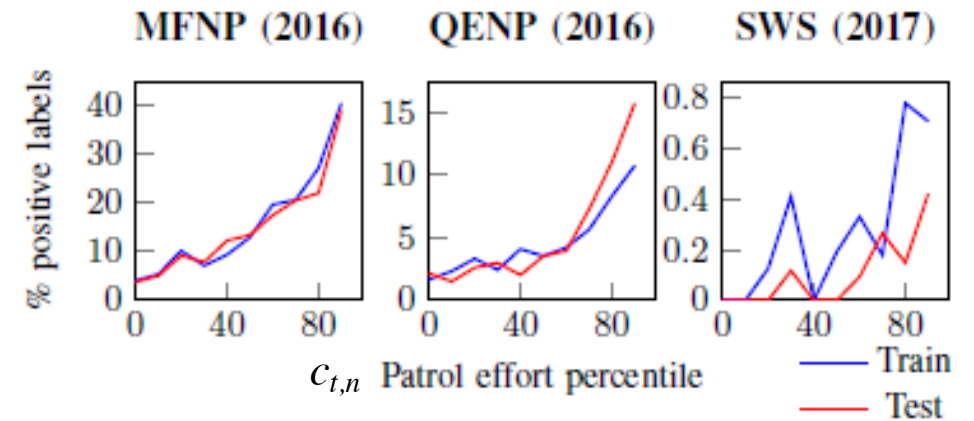 MFNP (2016) QENP (2016) SWS (2017)
% positive labels
40
30
20
10
0
0 40 80
15
10
5
0
0 40 80
0.8
0.6
0.4
0.2
0
0 40 80
c_{t,n} Patrol effort percentile
Train
Test